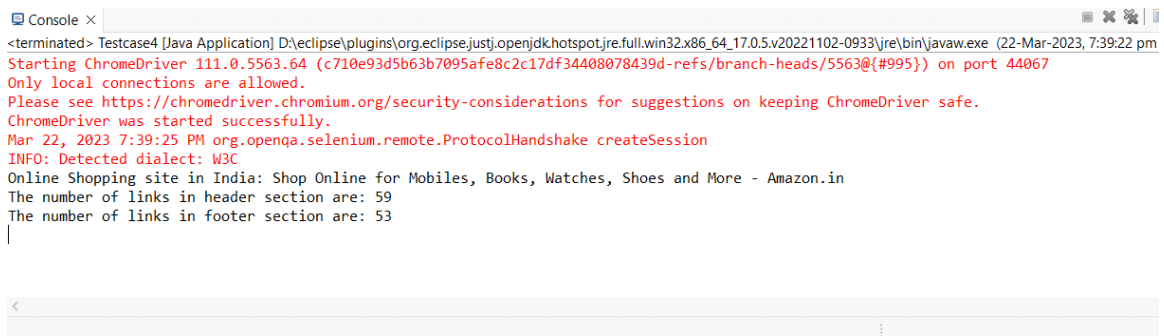 Console
<terminated> Testcase4 [Java Application] D:\eclipse\plugins\org.eclipse.justj.openjdk.hotspot.jre.full.win32.x86_64_17.0.5.v20221102-0933\jre\bin\javaw.exe (22-Mar-2023, 7:39:22 pm
Starting ChromeDriver 111.0.5563.64 (c710e93d5b63b7095afe8c2c17df34408078439d-refs/branch-heads/5563@{#995}) on port 44067
Only local connections are allowed.
Please see https://chromedriver.chromium.org/security-considerations for suggestions on keeping ChromeDriver safe.
ChromeDriver was started successfully.
Mar 22, 2023 7:39:25 PM org.openqa.selenium.remote.ProtocolHandshake createSession
INFO: Detected dialect: W3C
Online Shopping site in India: Shop Online for Mobiles, Books, Watches, Shoes and More - Amazon.in
The number of links in header section are: 59
The number of links in footer section are: 53